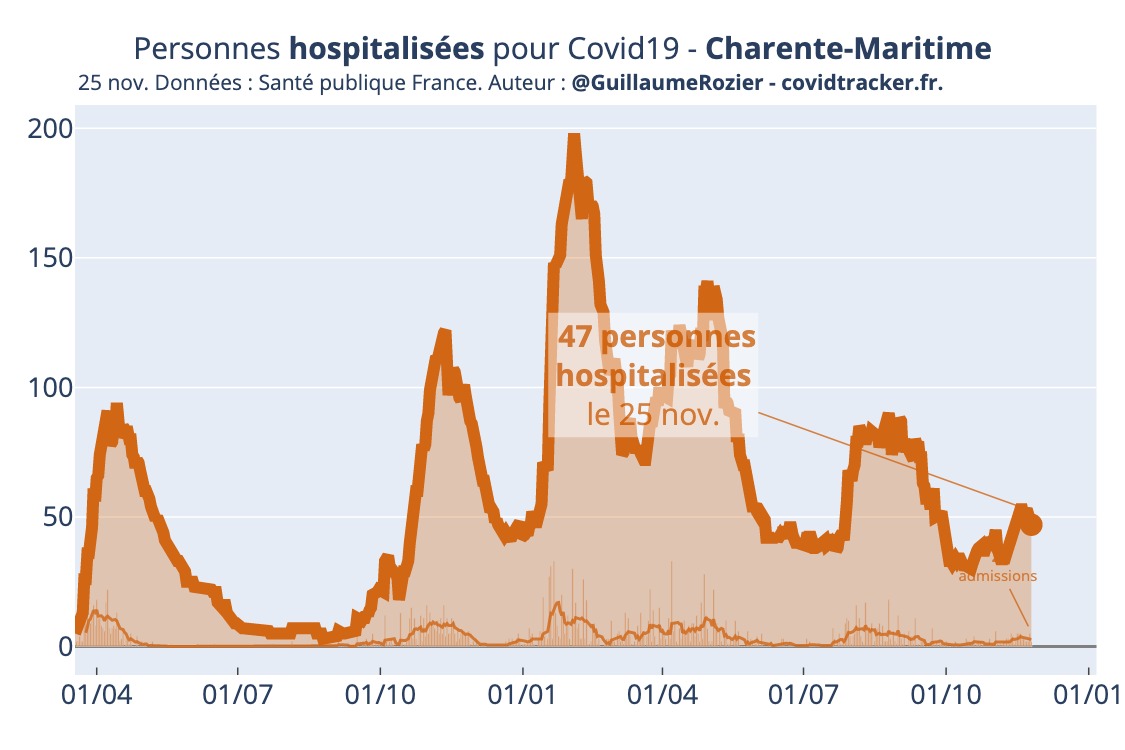 Personnes hospitalisées pour Covid19 - Charente-Maritime
25 nov. Données : Santé publique France. Auteur : @GuillaumeRozier - covidtracker.fr.
200
150
100
50
0
47 personnes
hospitalisées
le 25 nov.
admissions
01/04 01/07 01/10 01/01 01/04 01/07 01/10 01/01